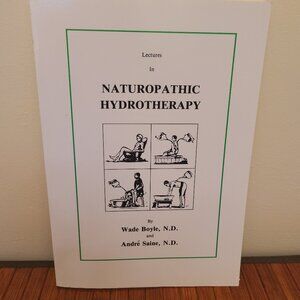 Lectures
in
NATUROPATHIC
HYDROTHERAPY
By
Wade Boyle, N.D.
and
André Saine, N.D.